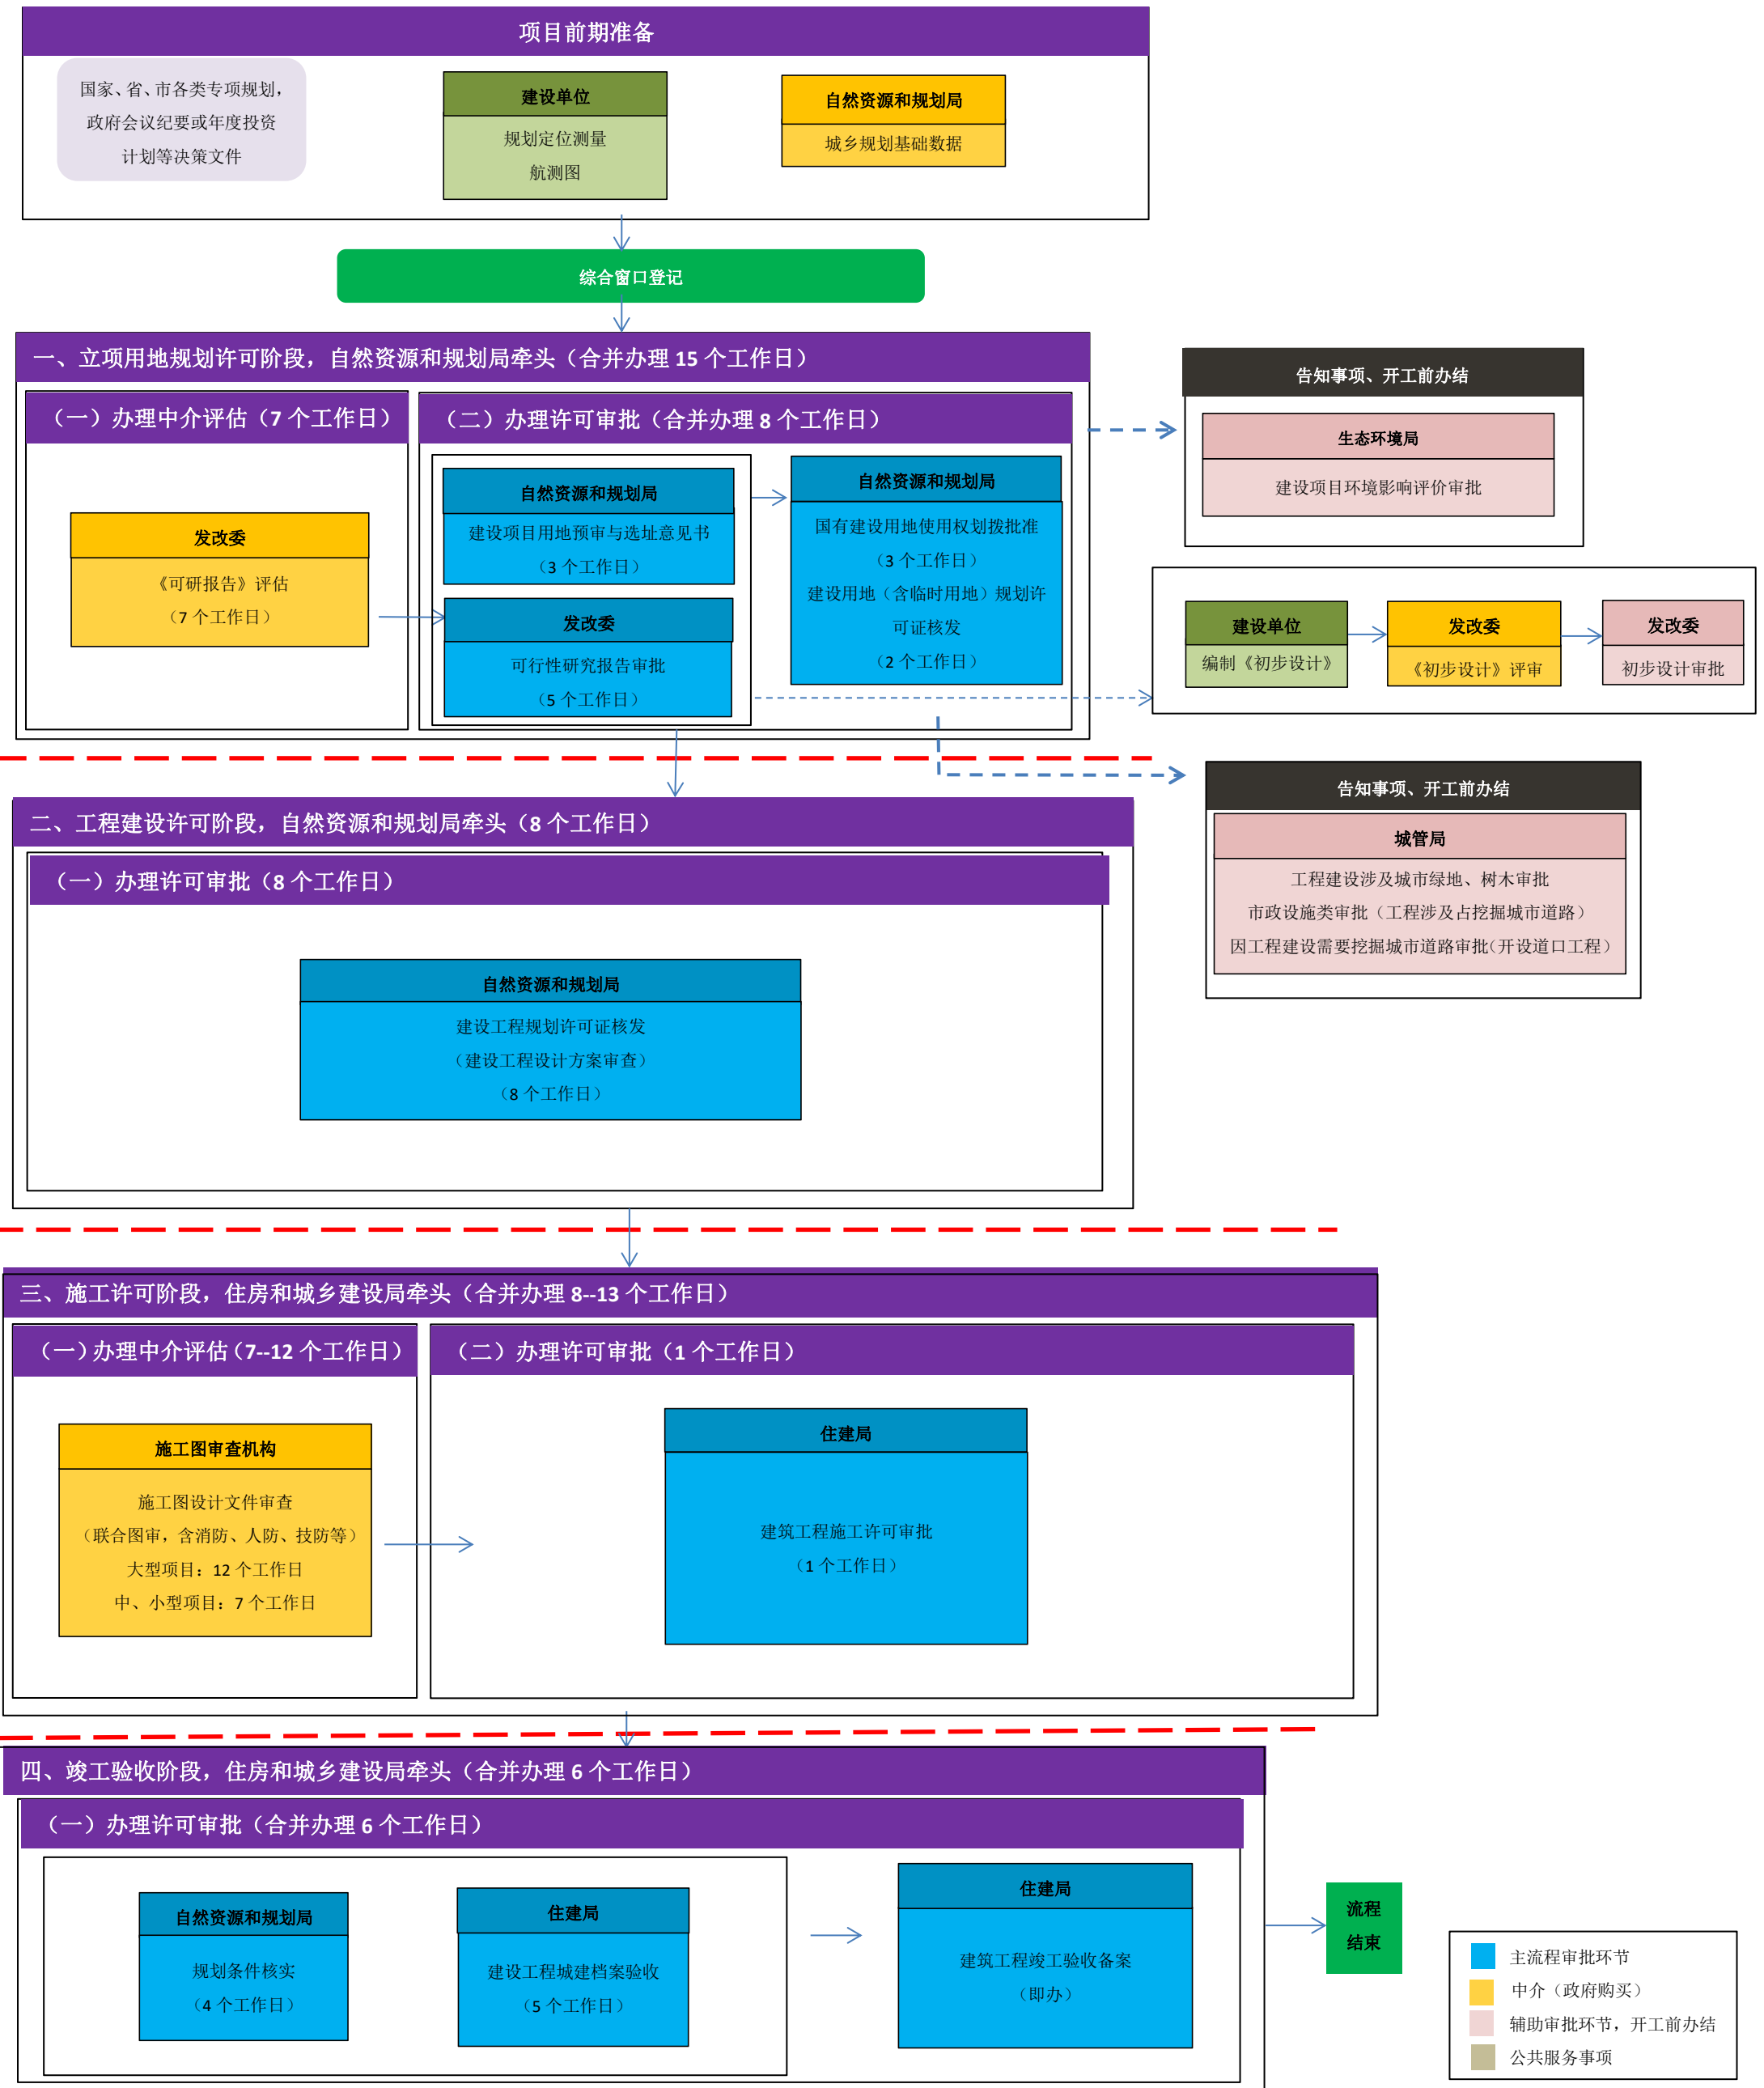 项目前期准备
国家、省、市各类专项规划，
政府会议纪要或年度投资
计划等决策文件
建设单位
规划定位测量
航测图
自然资源和规划局
城乡规划基础数据
综合窗口登记
一、立项用地规划许可阶段，自然资源和规划局牵头（合并办理 15 个工作日）
（一）办理中介评估（7 个工作日）
发改委
《可研报告》评估
（7 个工作日）
（二）办理许可审批（合并办理 8 个工作日）
自然资源和规划局
建设项目用地预审与选址意见书
（3 个工作日）
发改委
可行性研究报告审批
（5 个工作日）
自然资源和规划局
国有建设用地使用权划拨批准
（3 个工作日）
建设用地（含临时用地）规划许
可证核发
（2 个工作日）
告知事项、开工前办结
生态环境局
建设项目环境影响评价审批
建设单位
编制《初步设计》
发改委
《初步设计》评审
发改委
初步设计审批
告知事项、开工前办结
城管局
工程建设涉及城市绿地、树木审批
市政设施类审批（工程涉及占挖掘城市道路）
因工程建设需要挖掘城市道路审批（开设道口工程）
二、工程建设许可阶段，自然资源和规划局牵头（8 个工作日）
（一）办理许可审批（8 个工作日）
自然资源和规划局
建设工程规划许可证核发
（建设工程设计方案审查）
（8 个工作日）
三、施工许可阶段，住房和城乡建设局牵头（合并办理 8--13 个工作日）
（一）办理中介评估（7--12 个工作日）
施工图审查机构
施工图设计文件审查
（联合图审，含消防、人防、技防等）
大型项目：12 个工作日
中、小型项目：7 个工作日
（二）办理许可审批（1 个工作日）
住建局
建筑工程施工许可审批
（1 个工作日）
四、竣工验收阶段，住房和城乡建设局牵头（合并办理 6 个工作日）
（一）办理许可审批（合并办理 6 个工作日）
自然资源和规划局
规划条件核实
（4 个工作日）
住建局
建设工程城建档案验收
（5 个工作日）
住建局
建筑工程竣工验收备案
（即办）
流程
结束
主流程审批环节
中介（政府购买）
辅助审批环节，开工前办结
公共服务事项